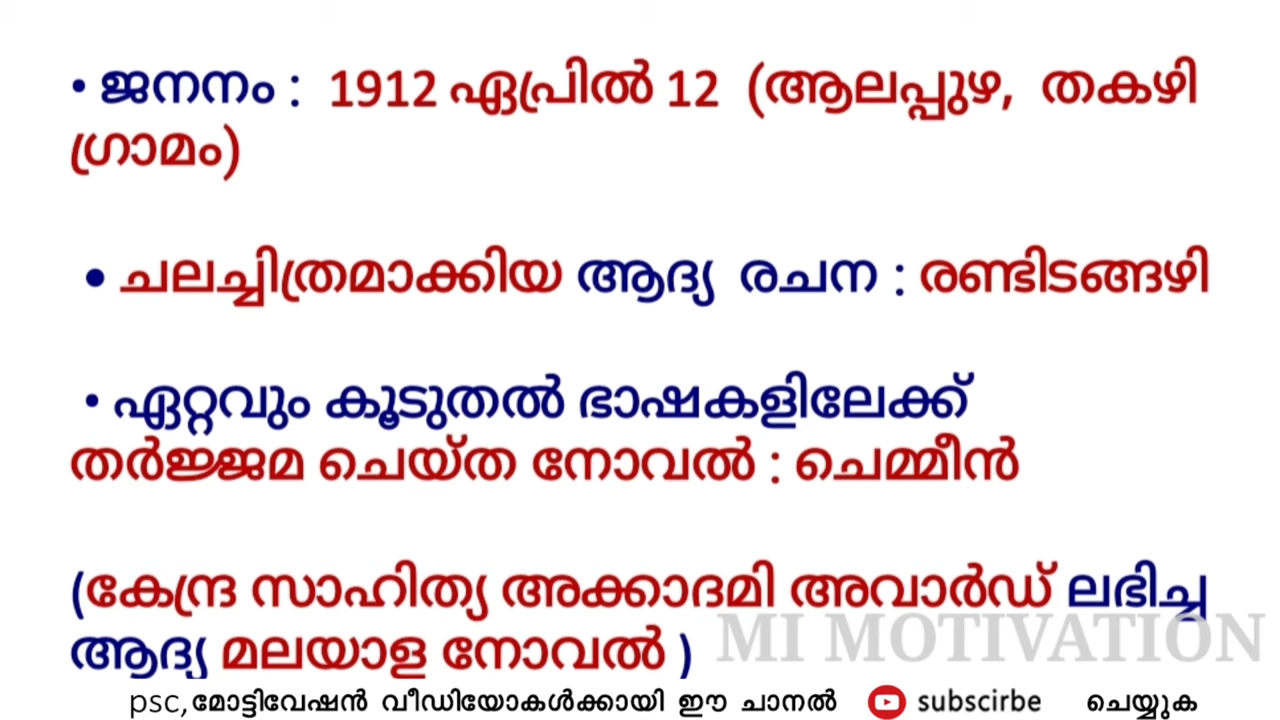 • ജനനം : 1912 ഏപ്രിൽ 12 (ആലപ്പുഴ, തകഴി
ഗ്രാമം)
• ചലച്ചിത്രമാക്കിയ ആദ്യ രചന : രണ്ടിടങ്ങഴി
• ഏറ്റവും കൂടുതൽ ഭാഷകളിലേക്ക്
തർജ്ജമ ചെയ്ത നോവൽ : ചെമ്മീൻ
(കേന്ദ്ര സാഹിത്യ അക്കാദമി അവാർഡ് ലഭിച്ച
ആദ്യ മലയാള നോവൽ )
MI MOTIVATION
psc,മോട്ടിവേഷൻ വീഡിയോകൾക്കായി ഈ ചാനൽ subscirbe ചെയ്യുക